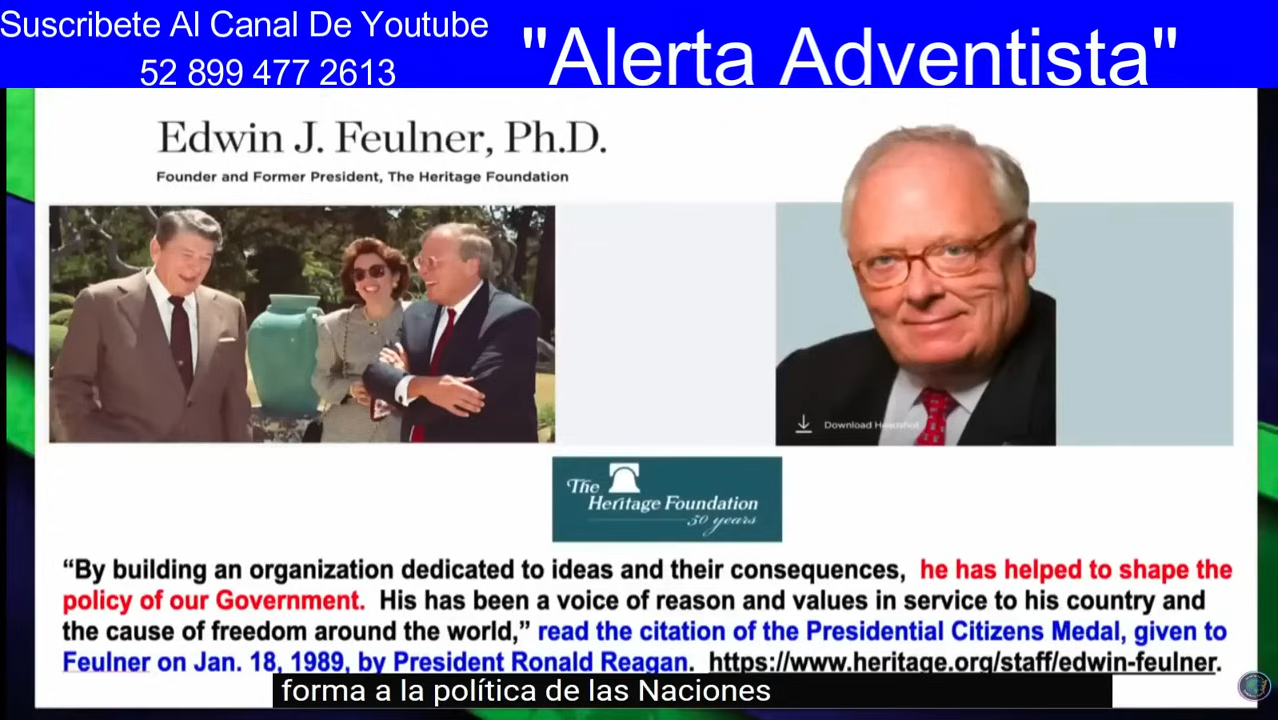 Suscribete Al Canal De Youtube
52 899 477 2613
"Alerta Adventista"
Edwin J. Feulner, Ph.D.
Founder and Former President, The Heritage Foundation
Download Headshot
The
Heritage Foundation
50 years
“By building an organization dedicated to ideas and their consequences, he has helped to shape the
policy of our Government. His has been a voice of reason and values in service to his country and
the cause of freedom around the world,” read the citation of the Presidential Citizens Medal, given to
Feulner on Jan. 18, 1989, by President Ronald Reagan. https://www.heritage.org/staff/edwin-feulner.
forma a la política de las Naciones